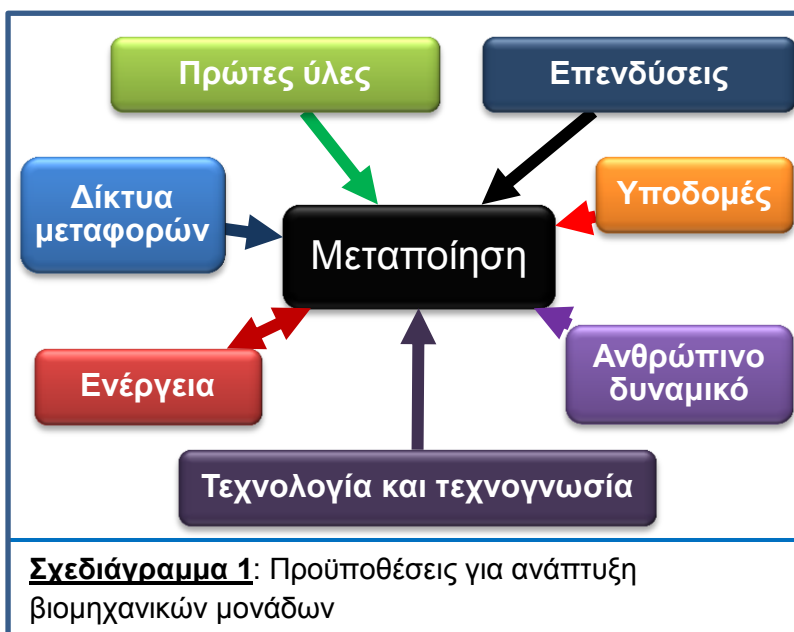 Πρώτες ύλες
Επενδύσεις
Δίκτυα
μεταφορών
Υποδομές
Μεταποίηση
Ενέργεια
Ανθρώπινο
δυναμικό
Τεχνολογία και τεχνογνωσία
Σχεδιάγραμμα 1: Προϋποθέσεις για ανάπτυξη
βιομηχανικών μονάδων